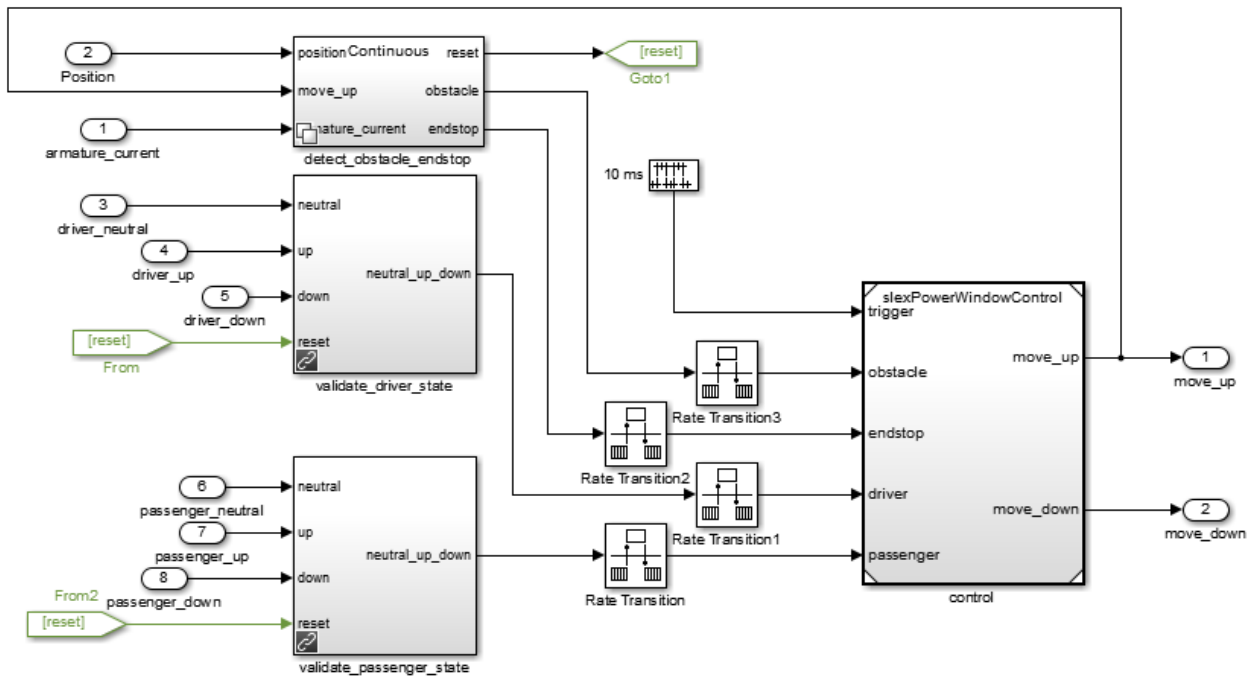 2
Position
1
armature_current
position
Continuous
reset
move_up
obstacle
endstop
detect_obstacle_endstop
[reset]
Goto1
10 ms
3
driver_neutral
4
driver_up
5
driver_down
[reset]
From
neutral
up
down
reset
neutral_up_down
validate_driver_state
6
passenger_neutral
7
passenger_up
8
passenger_down
From2
[reset]
neutral
up
down
reset
neutral_up_down
validate_passenger_state
Rate Transition3
Rate Transition2
Rate Transition1
Rate Transition
slexPowerWindowControl
trigger
obstacle
endstop
driver
passenger
move_up
move_down
control
1
move_up
2
move_down